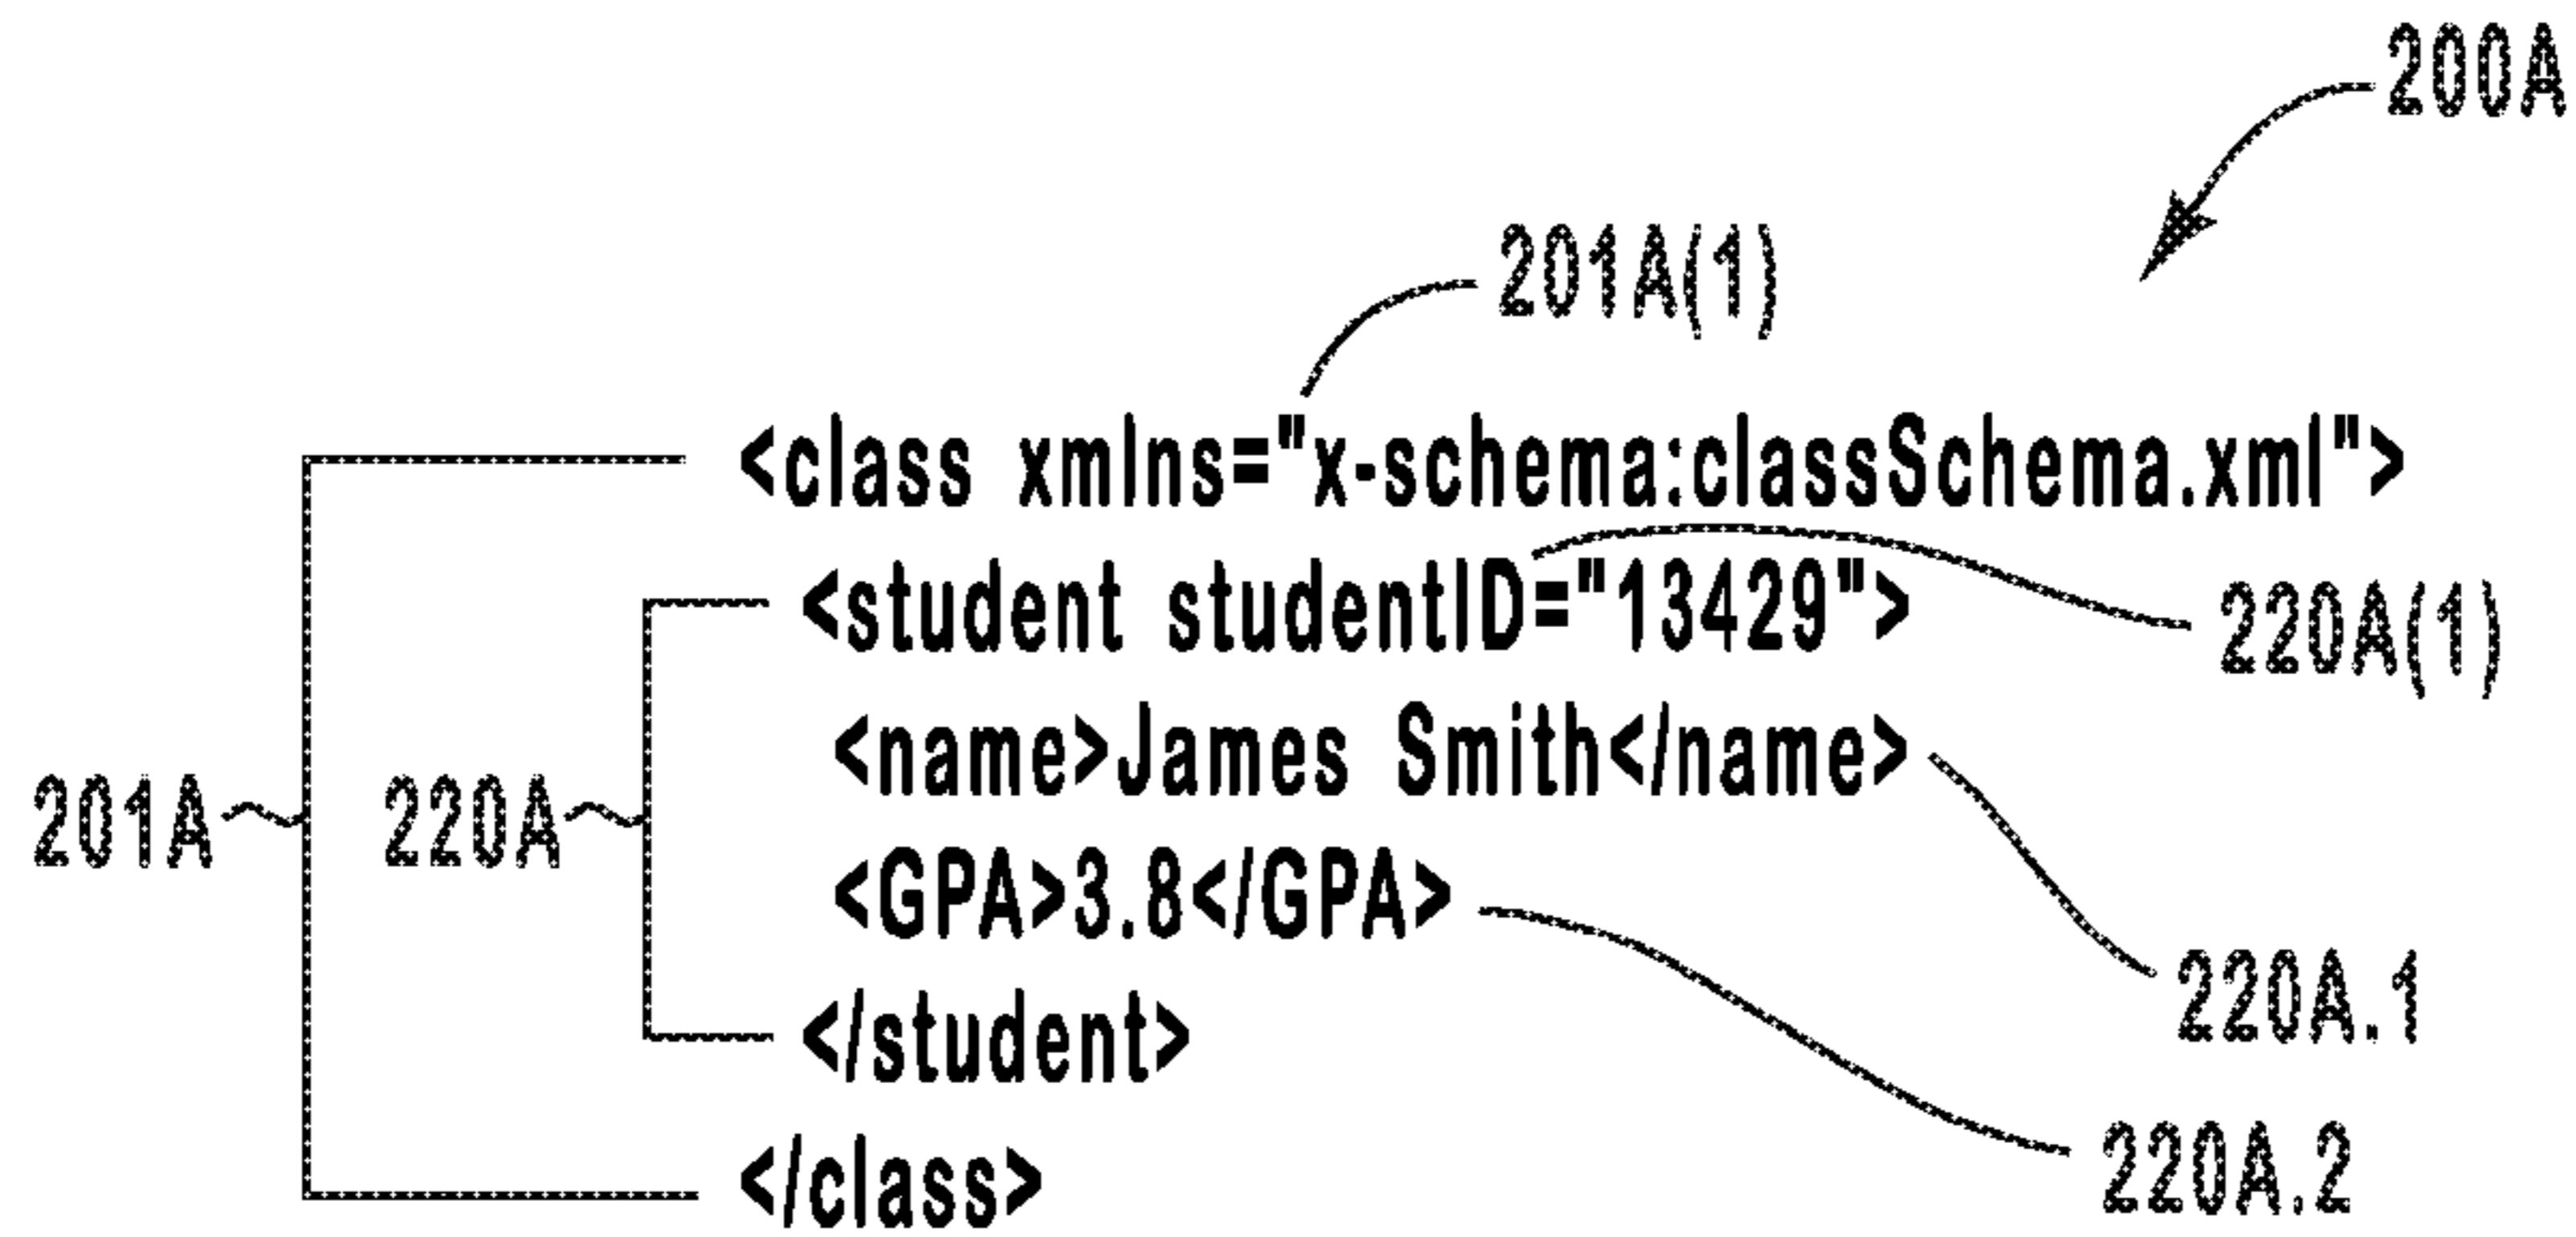 200A
201A(1)
<class xmlns="x-schema:classSchema.xml">
<student studentID="13429">
220A(1)
<name>James Smith</name>
201A
220A
<GPA>3.8</GPA>
220A.1
</student>
220A.2
</class>